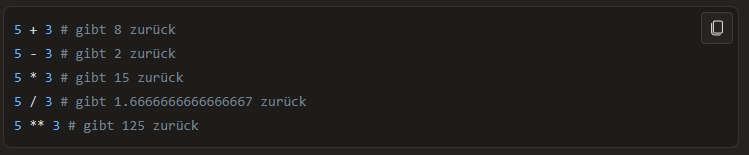 5 + 3 # gibt 8 zurück
5 - 3 # gibt 2 zurück
5 * 3 # gibt 15 zurück
5 / 3 # gibt 1.6666666666666667 zurück
5 ** 3 # gibt 125 zurück